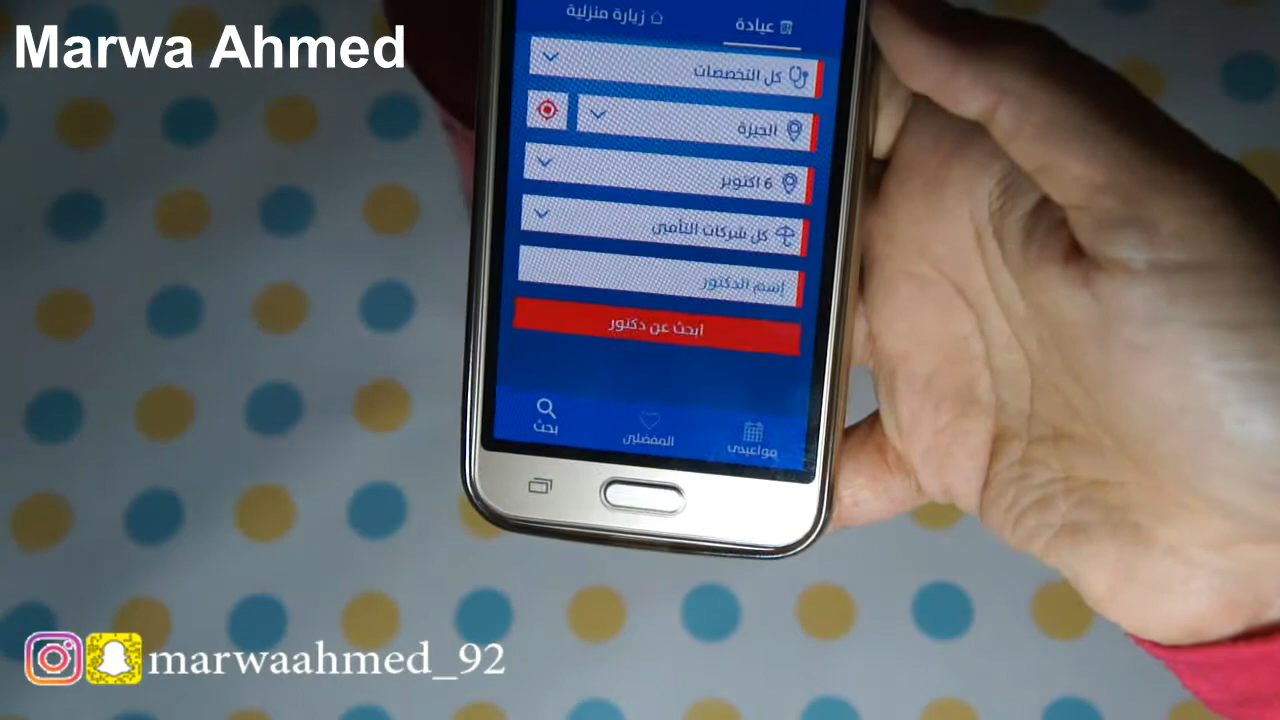 Marwa Ahmed
عيادة
زيارة منزلية
كل التخصصات
الجيزة
6 اكتوبر
كل شركات التأمين
إسم الدكتور
ابحث عن دكتور
مواعيدى
المفضلين
بحث
marwaahmed_92